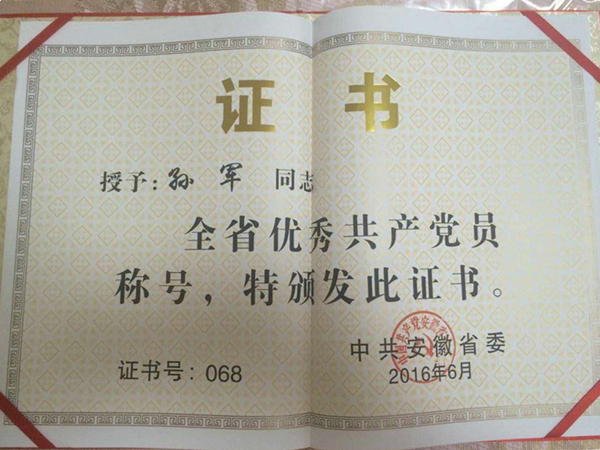 证 书
授予：孙 军 同志
全省优秀共产党员
称号，特颁发此证书。
中共安徽省委
2016年6月
证书号：068